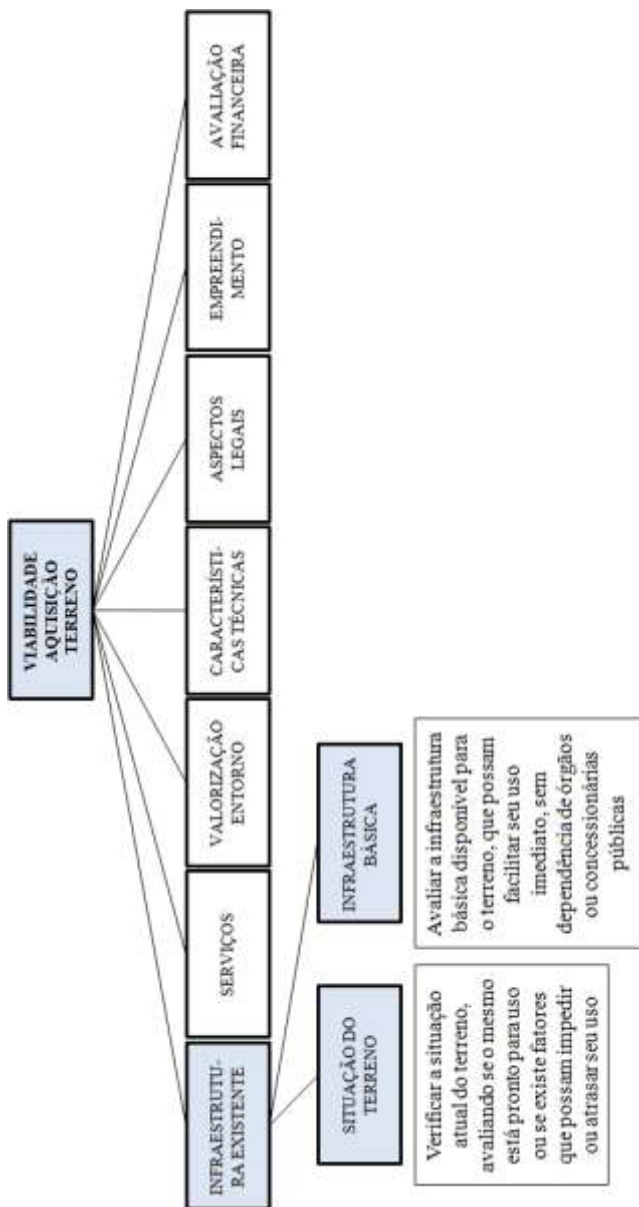 VIABILIDADE
AQUISIÇÃO
TERRENO
INFRAESTRUTU-
RA EXISTENTE
SERVIÇOS
VALORIZAÇÃO
ENTORNO
CARACTERÍSTI-
CAS TÉCNICAS
ASPECTOS
LEGAIS
EMPREENDI-
MENTO
AVALIAÇÃO
FINANCEIRA
SITUAÇÃO DO
TERRENO
Verificar a situação
atual do terreno,
avaliando se o mesmo
está pronto para uso
ou se existe fatores
que possam impedir
ou atrasar seu uso
INFRAESTRUTURA
BÁSICA
Avaliar a infraestrutura
básica disponível para
o terreno, que possam
facilitar seu uso
imediato, sem
dependência de órgãos
ou concessionárias
públicas